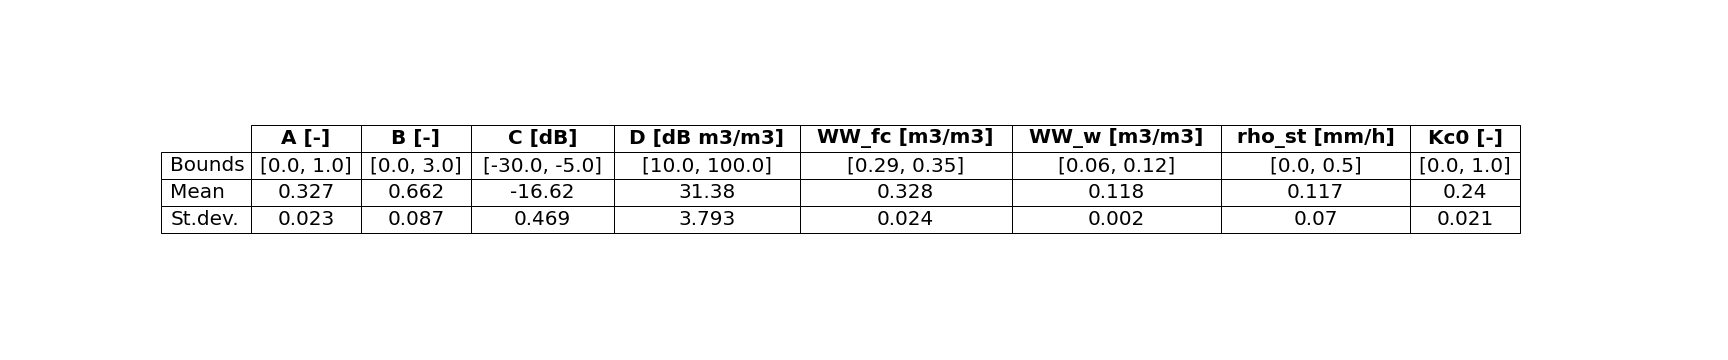 A [-] B [-] C [dB] D [dB m3/m3] WW_fc [m3/m3] WW_w [m3/m3] rho_st [mm/h] Kc0 [-]
Bounds [0.0, 1.0] [0.0, 3.0] [-30.0, -5.0] [10.0, 100.0] [0.29, 0.35] [0.06, 0.12] [0.0, 0.5] [0.0, 1.0]
Mean 0.327 0.662 -16.62 31.38 0.328 0.118 0.117 0.24
St.dev. 0.023 0.087 0.469 3.793 0.024 0.002 0.07 0.021